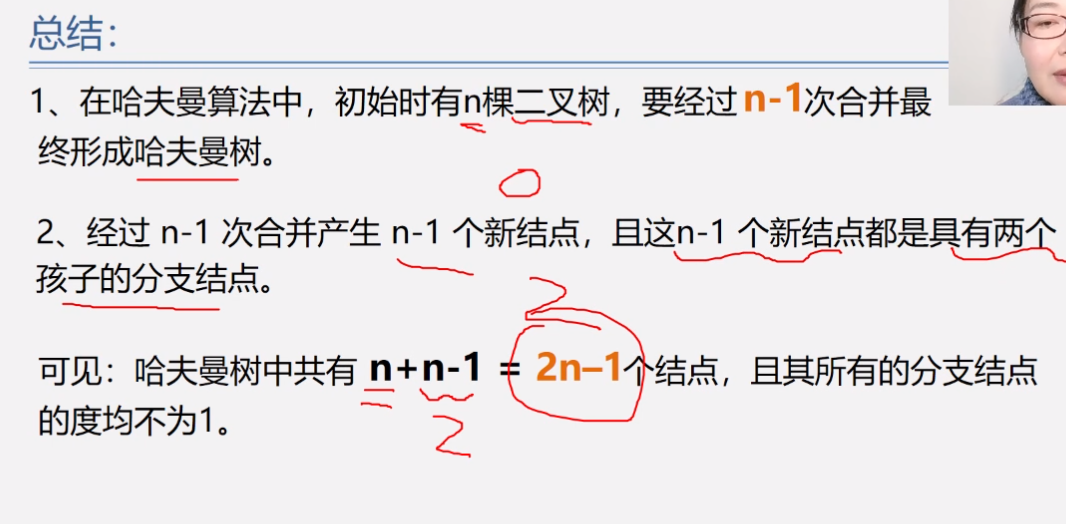 总结：
1、在哈夫曼算法中，初始时有n棵二叉树，要经过n-1次合并最
终形成哈夫曼树。
0
2、经过 n-1 次合并产生 n-1 个新结点，且这n-1 个新结点都是具有两个
孩子的分支结点。
2
可见：哈夫曼树中共有 n+n-1 = 2n–1个结点，且其所有的分支结点
的度均不为1。
2